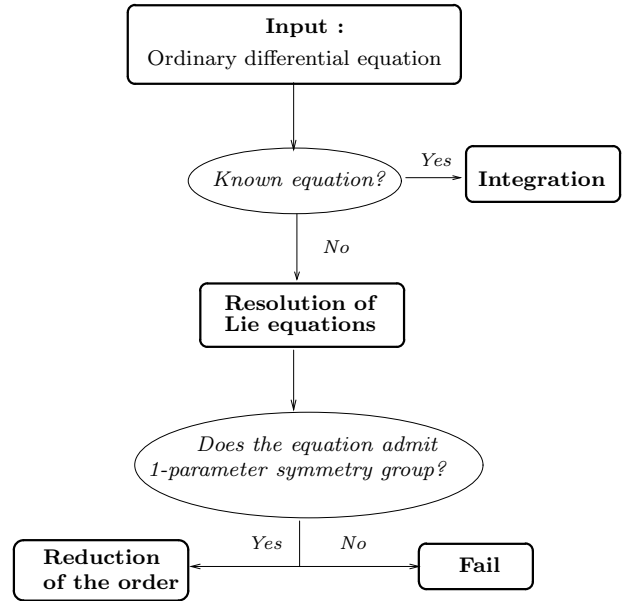 Input :
Ordinary differential equation
Known equation?
Yes
Integration
No
Resolution of
Lie equations
Does the equation admit
1-parameter symmetry group?
Yes
No
Reduction
of the order
Fail